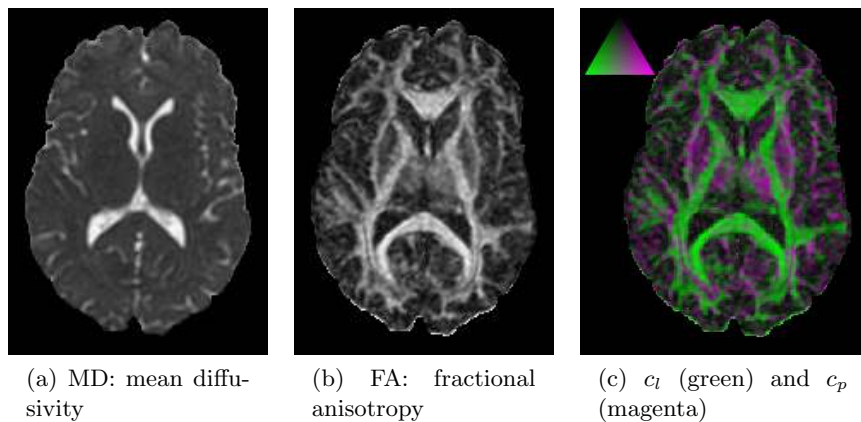 (a) MD: mean diffu-
sivity
(b) FA: fractional
anisotropy
(c) c_l (green) and c_p
(magenta)